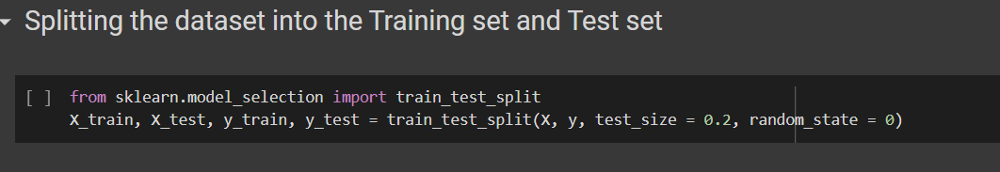 Splitting the dataset into the Training set and Test set
[ ] from sklearn.model_selection import train_test_split
X_train, X_test, y_train, y_test = train_test_split(X, y, test_size = 0.2, random_state = 0)